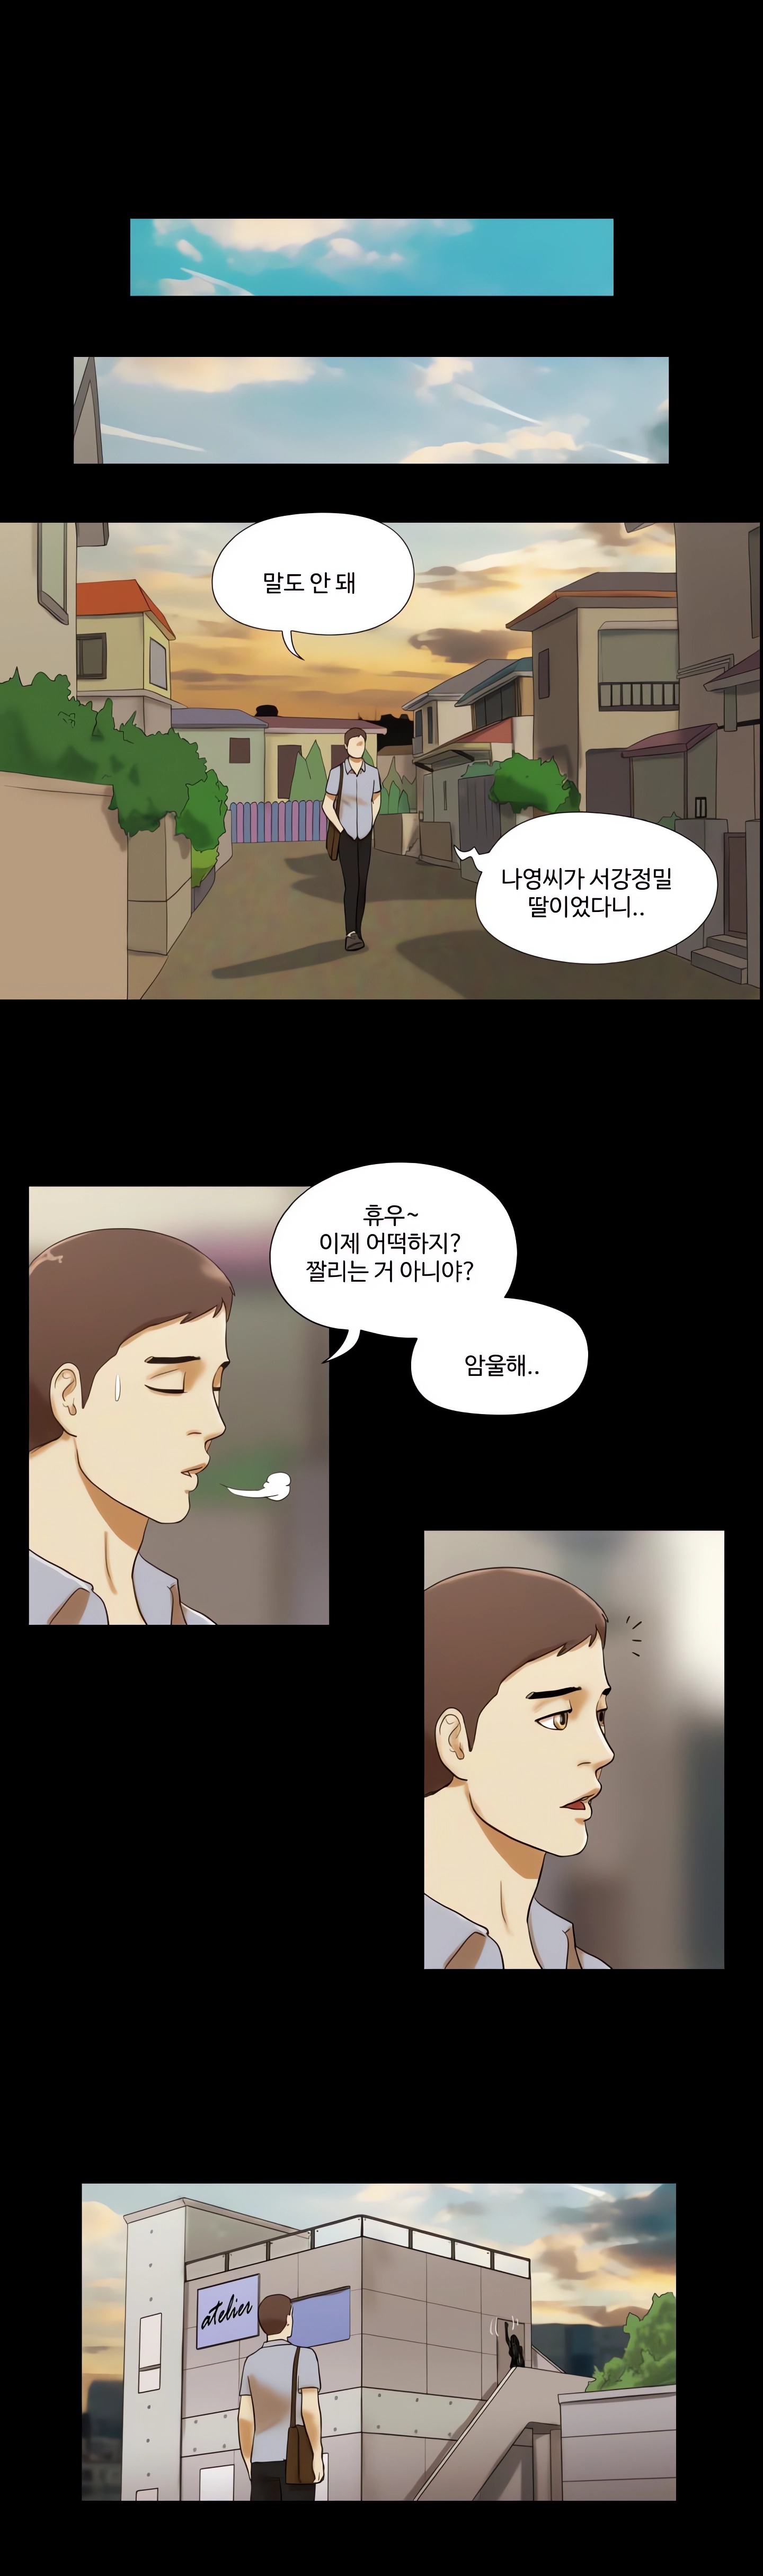 말도 안 돼
나영씨가 서강정밀
딸이었다니..
휴우~
이제 어떡하지?
짤리는 거 아니야?
암울해..
atelier